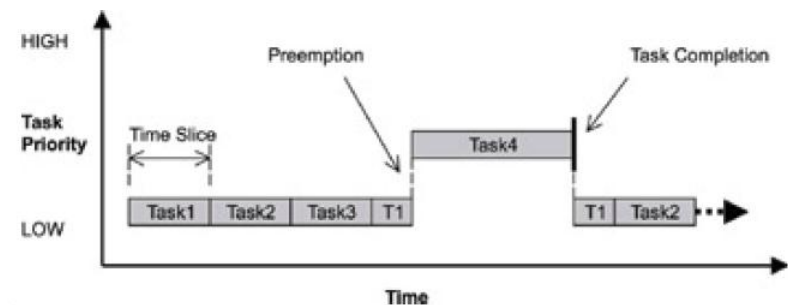 HIGH
Preemption
Task Completion
Task
Priority
Time Slice
Task4
Task1 Task2 Task3 T1
T1 Task2
LOW
Time